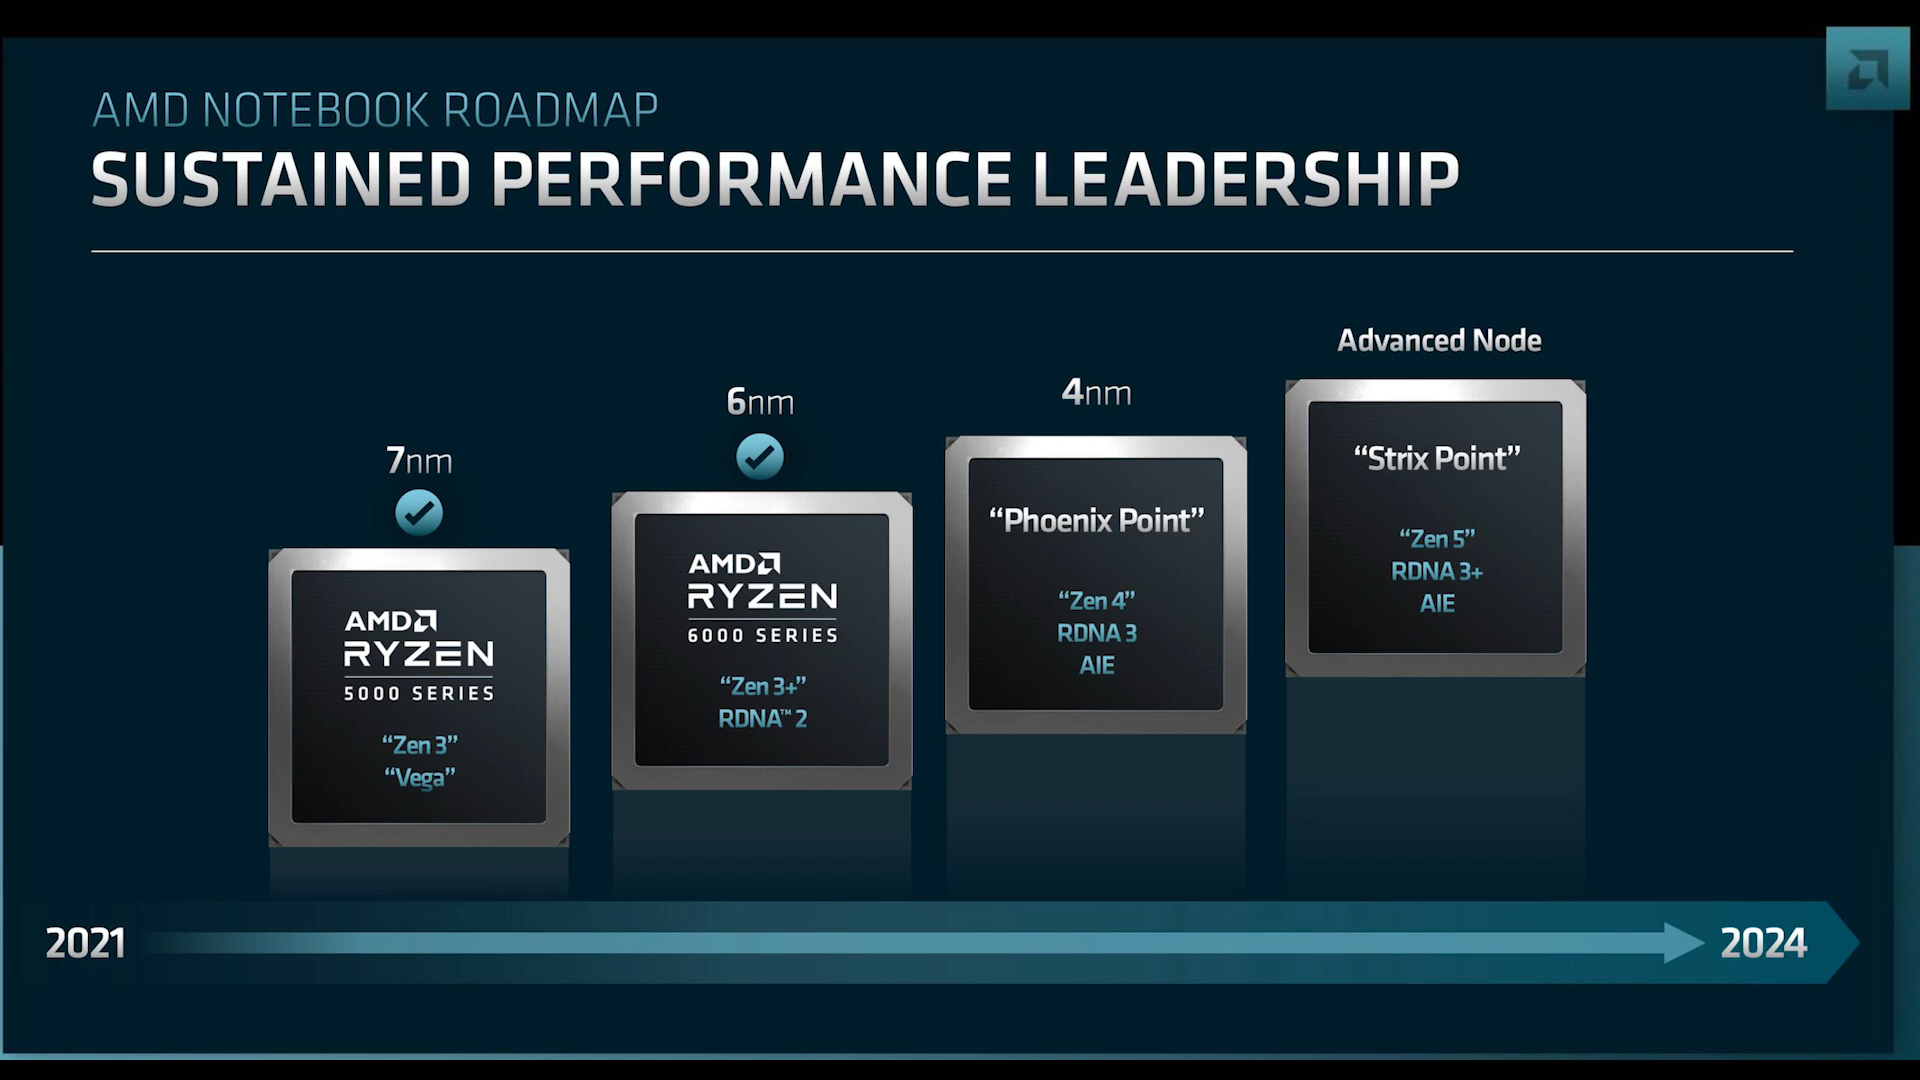 AMD NOTEBOOK ROADMAP
SUSTAINED PERFORMANCE LEADERSHIP
7nm
AMD
RYZEN
5000 SERIES
“Zen 3”
“Vega”
6nm
AMD
RYZEN
6000 SERIES
“Zen 3+”
RDNA™ 2
4nm
“Phoenix Point”
“Zen 4”
RDNA 3
AIE
Advanced Node
“Strix Point”
“Zen 5”
RDNA 3+
AIE
2021
2024